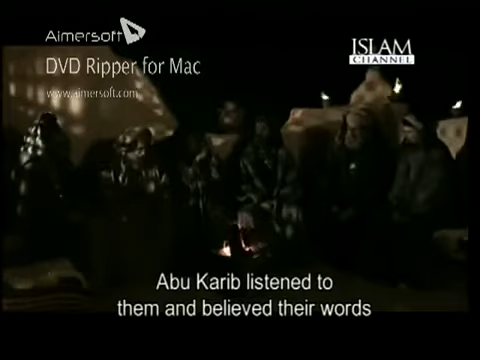 Aimersoft
DVD Ripper for Mac
www.aimersoft.com
ISLAM
CHANNEL
Abu Karib listened to
them and believed their words